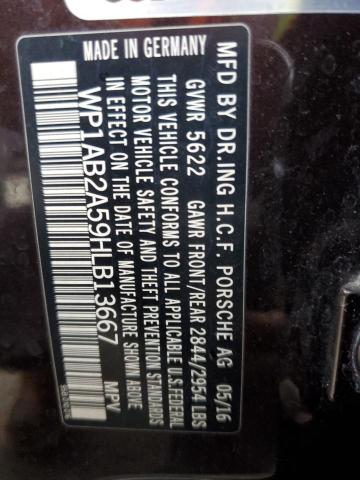 MADE IN GERMANY
MFD BY DR.ING H.C.F. PORSCHE AG 05/16
GVWR 5622 GAWR FRONT/REAR 2844/2954 LBS
THIS VEHICLE CONFORMS TO ALL APPLICABLE U.S.FEDERAL
MOTOR VEHICLE SAFETY AND THEFT PREVENTION STANDARDS
IN EFFECT ON THE DATE OF MANUFACTURE SHOWN ABOVE
WP1AB2A59HLB13667 MPV